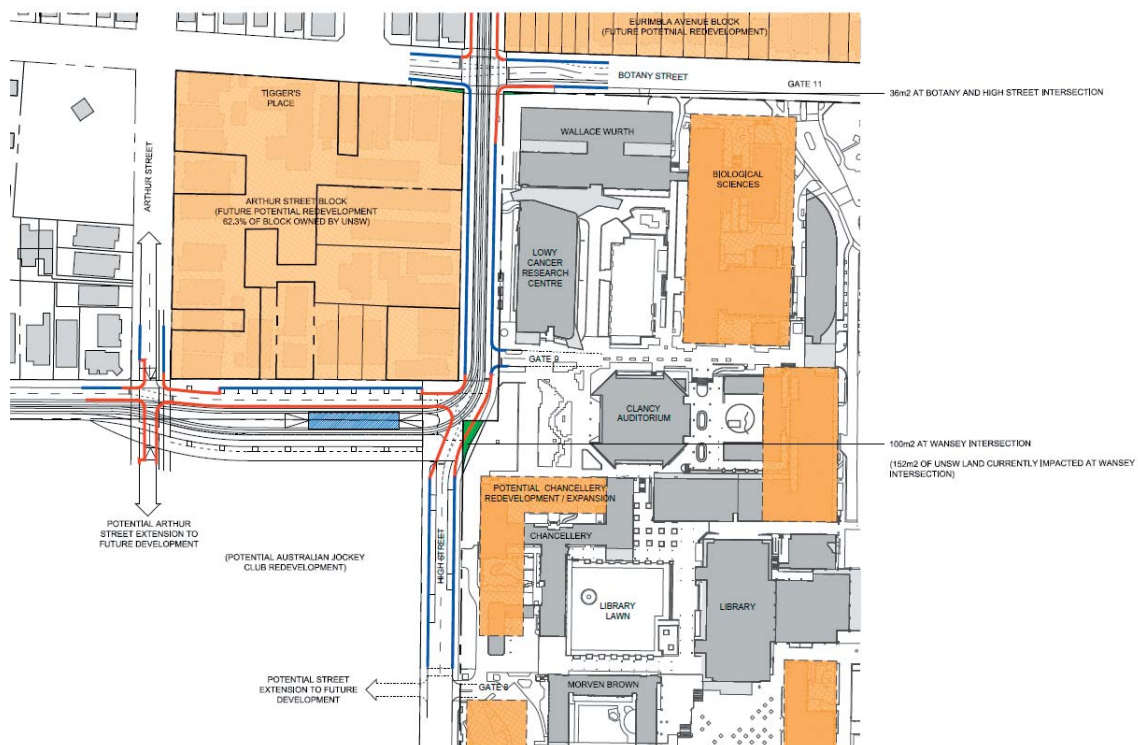 EURIMBLA AVENUE BLOCK
(FUTURE POTETNIAL REDEVELOPMENT)
BOTANY STREET
GATE 11
36m2 AT BOTANY AND HIGH STREET INTERSECTION
TIGGER'S
PLACE
WALLACE WURTH
ARTHUR STREET
BIOLOGICAL
SCIENCES
ARTHUR STREET BLOCK
(FUTURE POTENTIAL REDEVELOPMENT
62.3% OF BLOCK OWNED BY UNSW)
LOWY
CANCER
RESEARCH
CENTRE
GATE 9
CLANCY
AUDITORIUM
100m2 AT WANSEY INTERSECTION
(152m2 OF UNSW LAND CURRENTLY IMPACTED AT WANSEY
INTERSECTION)
POTENTIAL CHANCELLERY
REDEVELOPMENT / EXPANSION
POTENTIAL ARTHUR
STREET EXTENSION TO
FUTURE DEVELOPMENT
(POTENTIAL AUSTRALIAN JOCKEY
CLUB REDEVELOPMENT)
HIGH STREET
CHANCELLERY
LIBRARY
LAWN
LIBRARY
POTENTIAL STREET
EXTENSION TO FUTURE
DEVELOPMENT
GATE 8
MORVEN BROWN